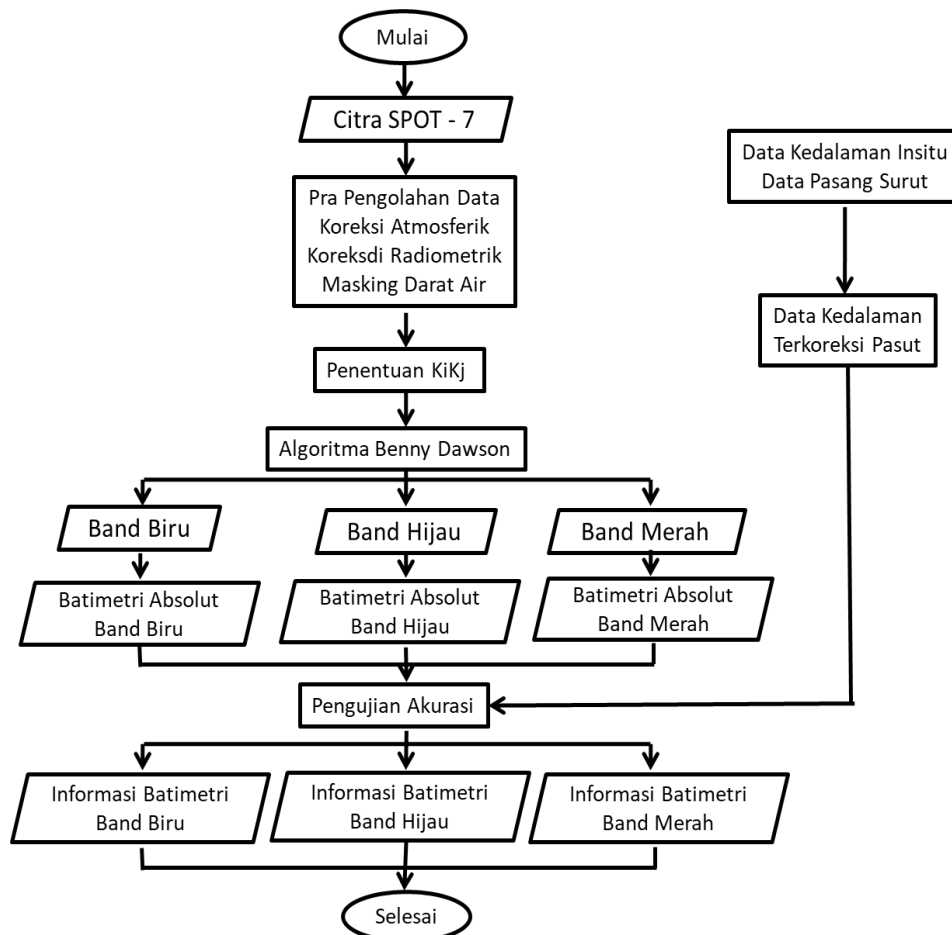 Mulai
Citra SPOT - 7
Pra Pengolahan Data
Koreksi Atmosferik
Koreksdi Radiometrik
Masking Darat Air
Data Kedalaman Insitu
Data Pasang Surut
Data Kedalaman
Terkoreksi Pasut
Penentuan KiKj
Algoritma Benny Dawson
Band Biru
Band Hijau
Band Merah
Batimetri Absolut
Band Biru
Batimetri Absolut
Band Hijau
Batimetri Absolut
Band Merah
Pengujian Akurasi
Informasi Batimetri
Band Biru
Informasi Batimetri
Band Hijau
Informasi Batimetri
Band Merah
Selesai